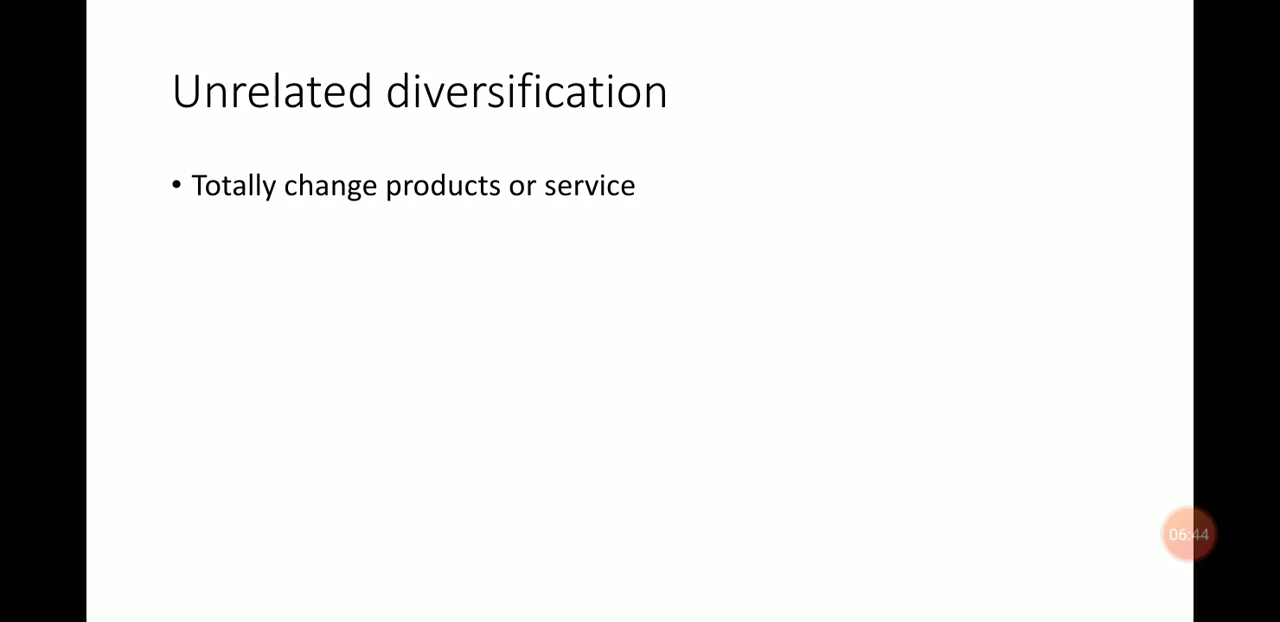 Unrelated diversification
• Totally change products or service
06:44